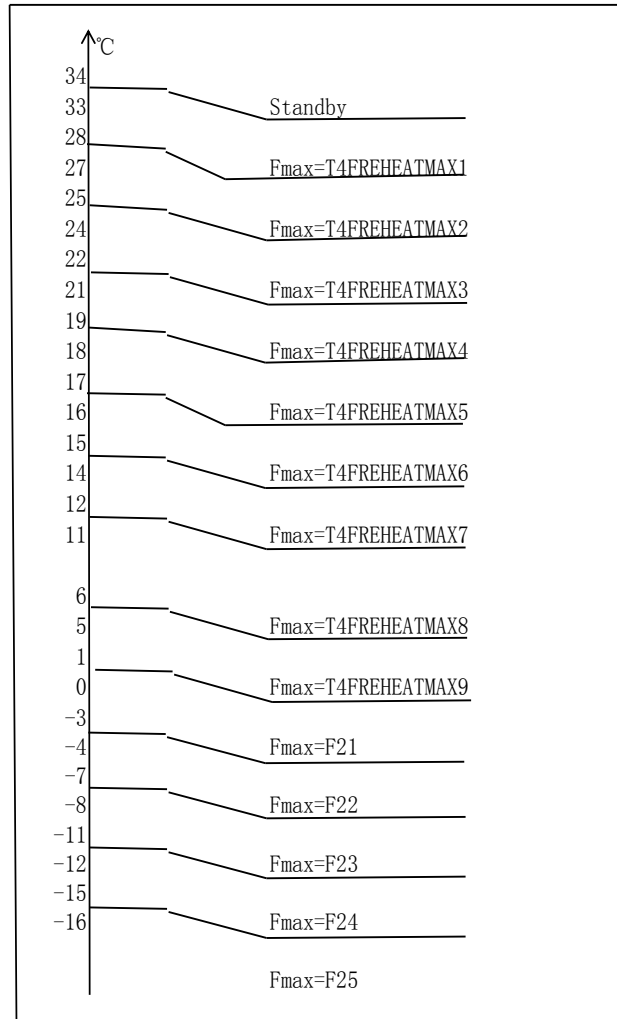 ℃
34
33 Standby
28
27 Fmax=T4FREHEATMAX1
25
24 Fmax=T4FREHEATMAX2
22
21 Fmax=T4FREHEATMAX3
19
18 Fmax=T4FREHEATMAX4
17
16 Fmax=T4FREHEATMAX5
15
14 Fmax=T4FREHEATMAX6
12
11 Fmax=T4FREHEATMAX7
6
5 Fmax=T4FREHEATMAX8
1
0 Fmax=T4FREHEATMAX9
-3
-4 Fmax=F21
-7
-8 Fmax=F22
-11
-12 Fmax=F23
-15
-16 Fmax=F24
Fmax=F25